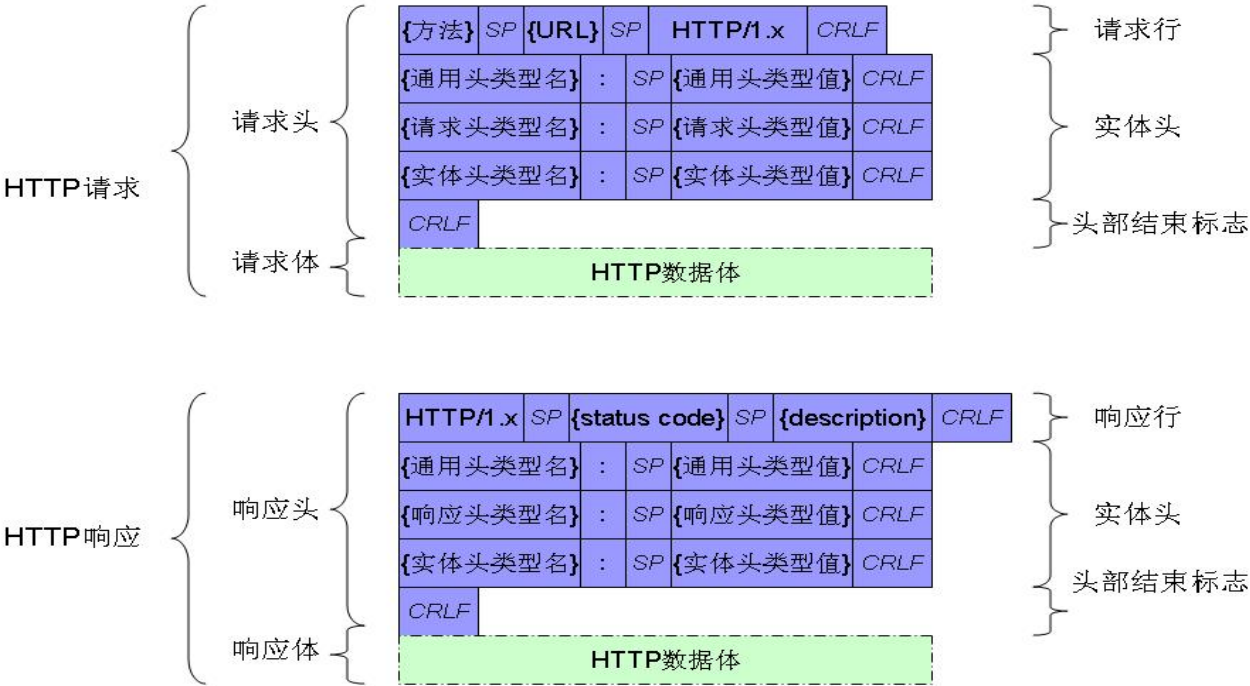 {方法} SP {URL} SP HTTP/1.x CRLF 请求行
{通用头类型名} : SP {通用头类型值} CRLF
请求头 {请求头类型名} : SP {请求头类型值} CRLF 实体头
{实体头类型名} : SP {实体头类型值} CRLF
HTTP请求
CRLF 头部结束标志
请求体 HTTP数据体
HTTP/1.x SP {status code} SP {description} CRLF 响应行
{通用头类型名} : SP {通用头类型值} CRLF
响应头 {响应头类型名} : SP {响应头类型值} CRLF 实体头
HTTP响应
{实体头类型名} : SP {实体头类型值} CRLF
头部结束标志
CRLF
响应体 HTTP数据体